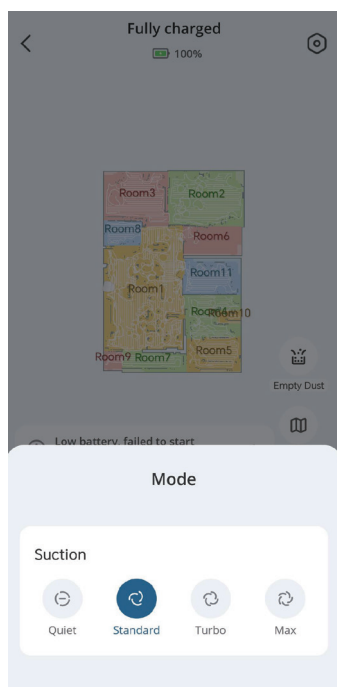 Fully charged
100%
Room3
Room2
Room8
Room6
Room11
Room1
Room10
Room5
Room9 Room7
Empty Dust
Low battery, failed to start
Mode
Suction
Quiet
Standard
Turbo
Max